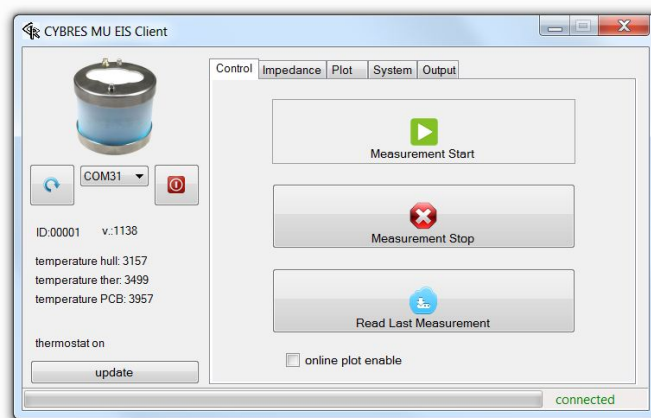 CYBRES MU EIS Client
Control Impedance Plot System Output
Measurement Start
COM31
Measurement Stop
ID:00001 v.:1138
temperature hull: 3157
temperature ther: 3499
temperature PCB: 3957
Read Last Measurement
thermostat on
online plot enable
update
connected